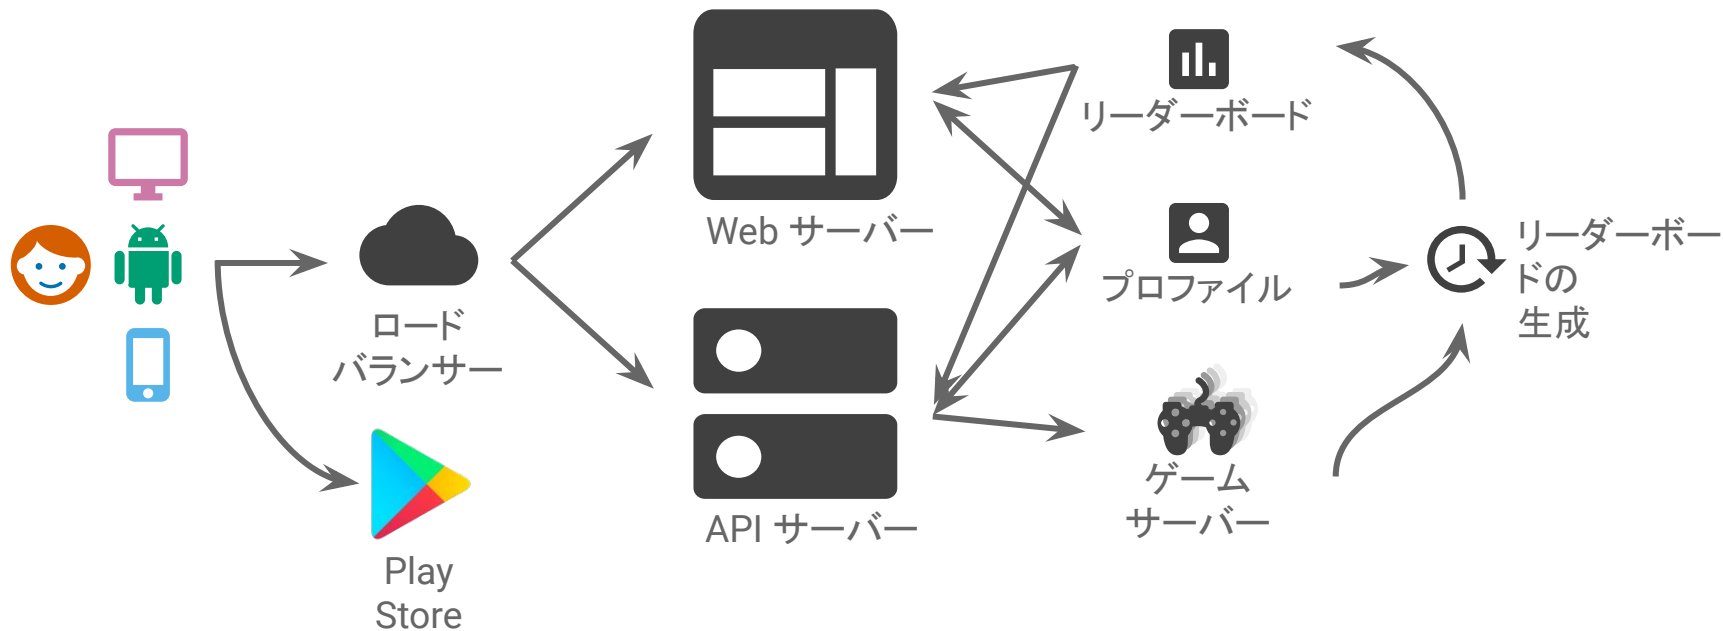 ロード
バランサー
Play
Store
Web サーバー
API サーバー
リーダーボード
プロファイル
ゲーム
サーバー
リーダーボー
ドの
生成